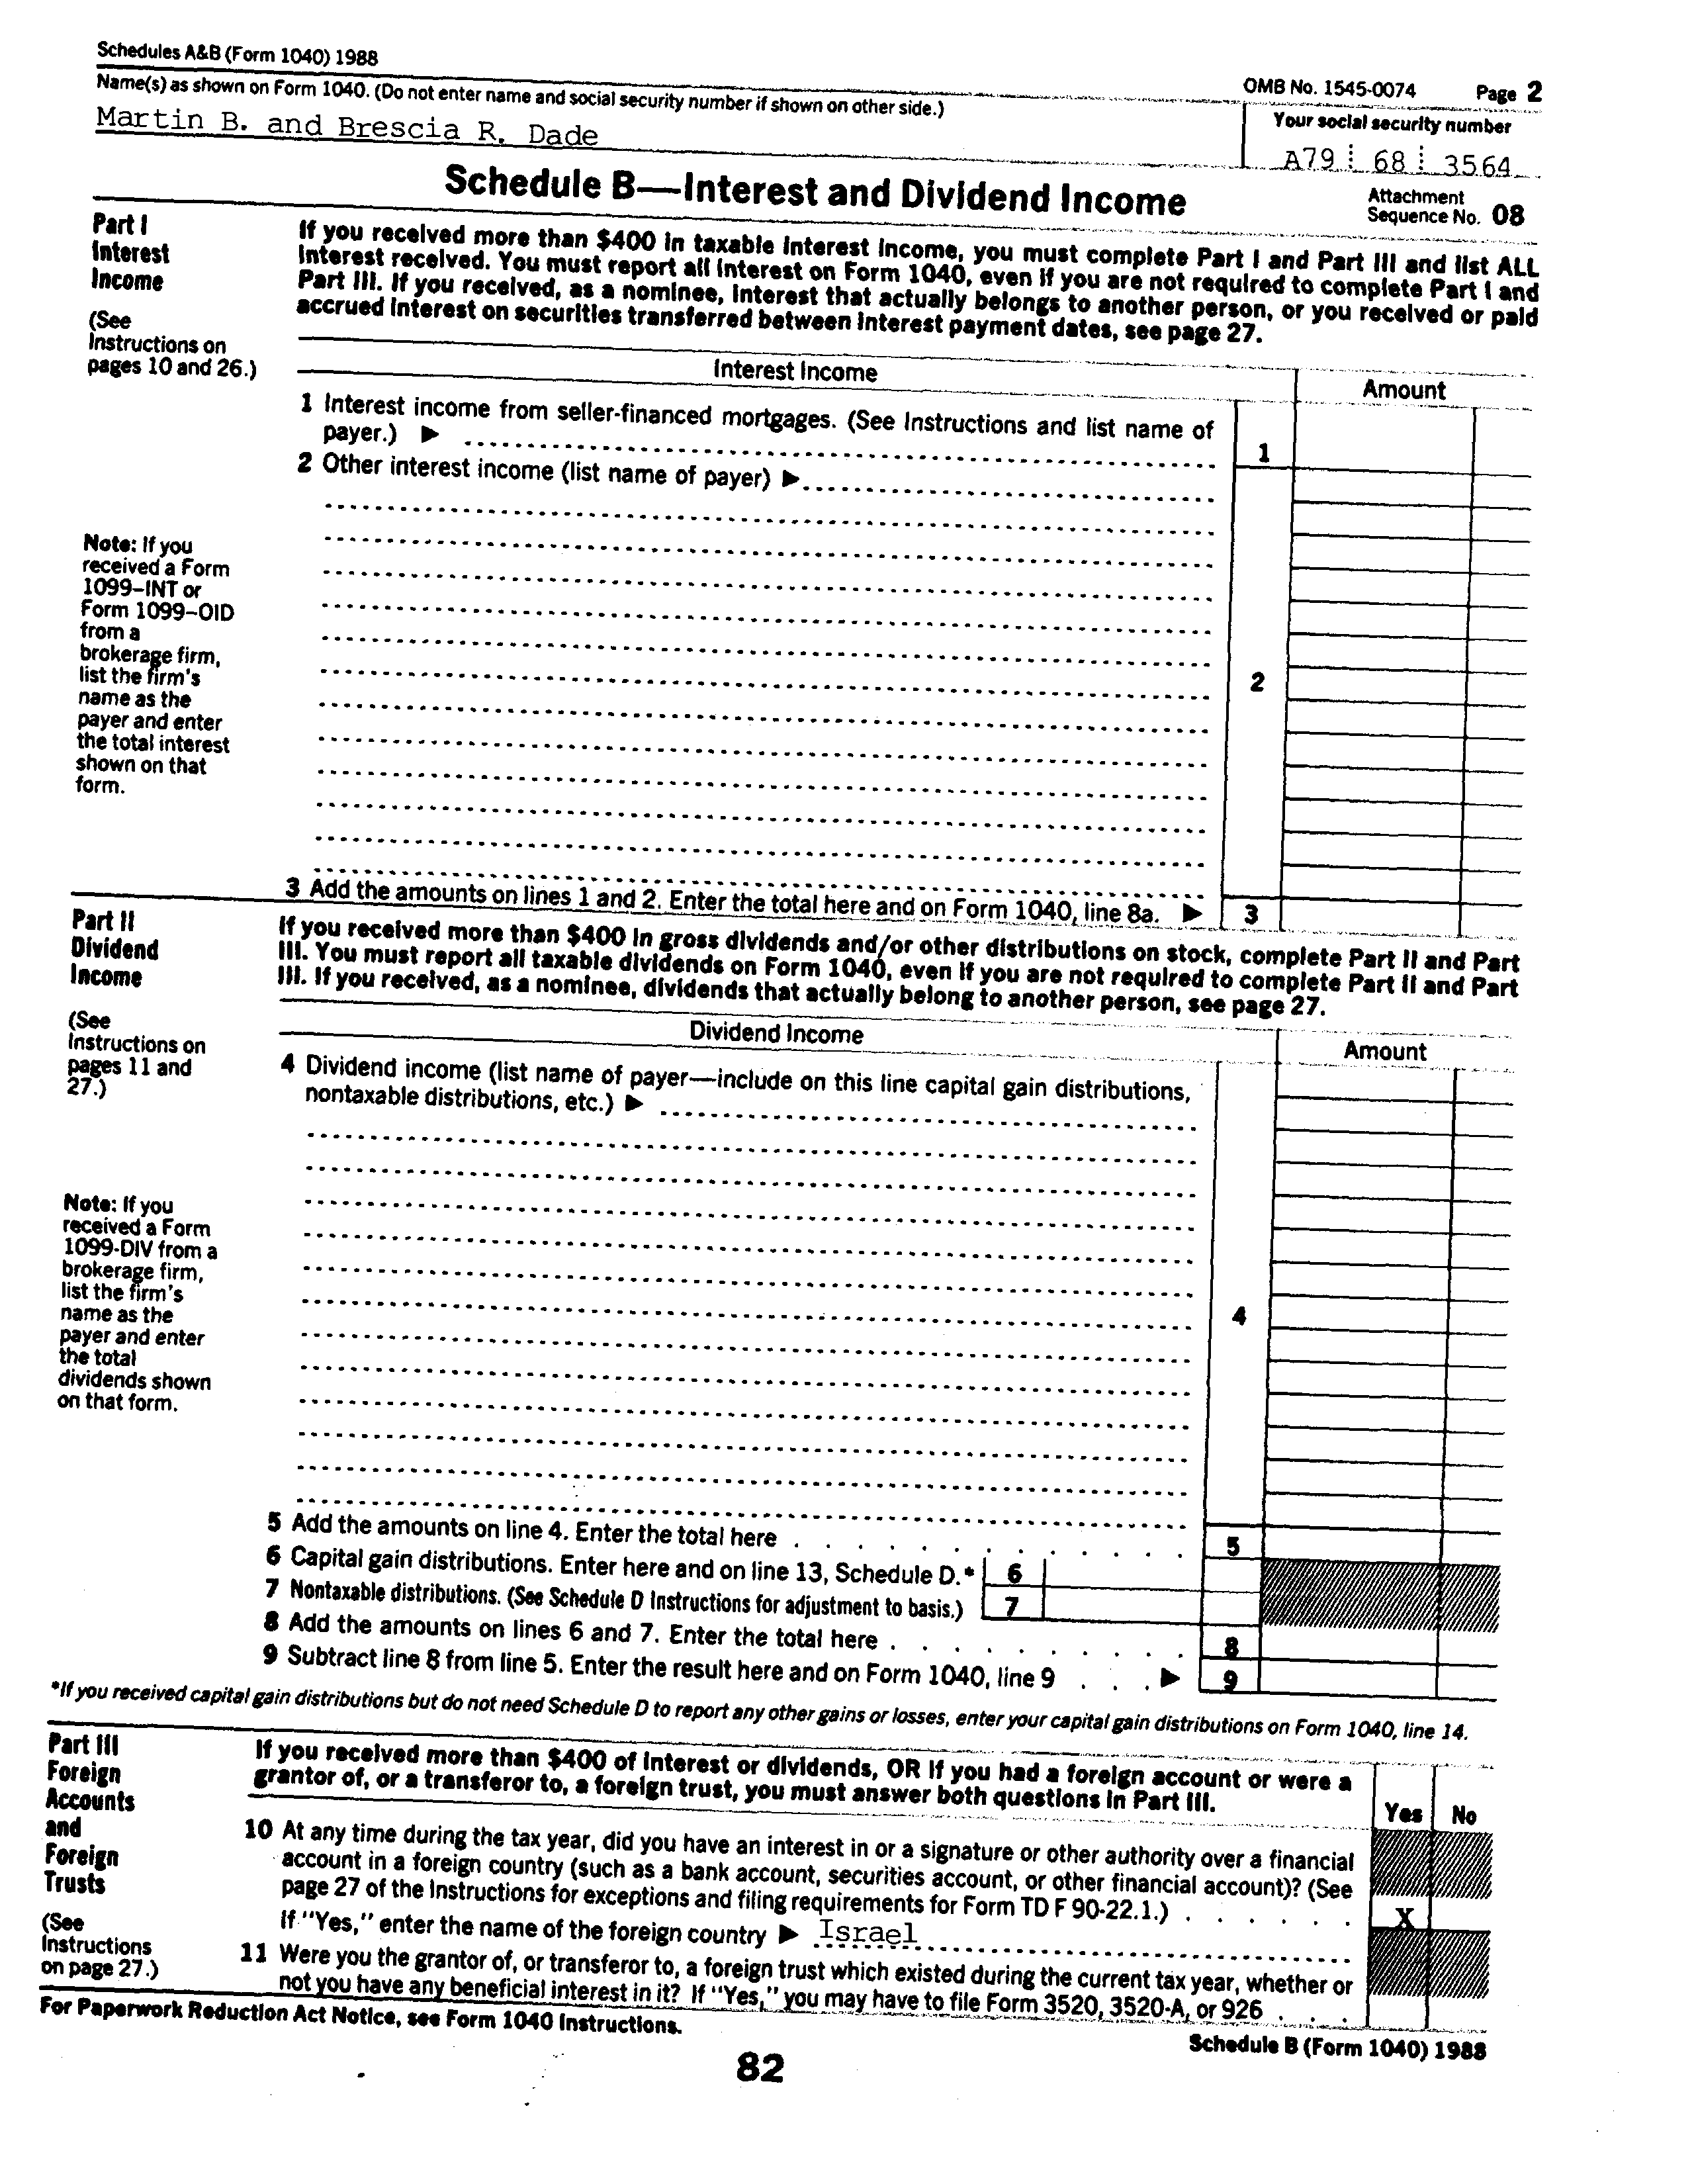 Schedules A&B (Form 1040) 1988
OMB No. 1545-0074 Page 2
Name(s) as shown on Form 1040. (Do not enter name and social security number if shown on other side.)
Your social security number
Martin B. and Brescia R. Dade
A79 68 3564
Schedule B—Interest and Dividend Income
Attachment
Sequence No. 08
Part I
Interest
Income
(See
Instructions on
pages 10 and 26.)
If you received more than $400 in taxable interest income, you must complete Part I and Part III and list ALL
interest received. You must report all interest on Form 1040, even if you are not required to complete Part I and
Part III. If you received, as a nominee, interest that actually belongs to another person, or you received or paid
accrued interest on securities transferred between interest payment dates, see page 27.
Interest Income
Amount
1 Interest income from seller-financed mortgages. (See Instructions and list name of
payer.) ▶
1
2 Other interest income (list name of payer) ▶
Note: If you
received a Form
1099–INT or
Form 1099–OID
from a
brokerage firm,
list the firm's
name as the
payer and enter
the total interest
shown on that
form.
2
3 Add the amounts on lines 1 and 2. Enter the total here and on Form 1040, line 8a. ▶ 3
Part II
Dividend
Income
(See
Instructions on
pages 11 and
27.)
If you received more than $400 in gross dividends and/or other distributions on stock, complete Part II and Part
III. You must report all taxable dividends on Form 1040, even if you are not required to complete Part II and Part
III. If you received, as a nominee, dividends that actually belong to another person, see page 27.
Dividend Income
Amount
4 Dividend income (list name of payer—include on this line capital gain distributions,
nontaxable distributions, etc.) ▶
Note: If you
received a Form
1099-DIV from a
brokerage firm,
list the firm's
name as the
payer and enter
the total
dividends shown
on that form.
4
5 Add the amounts on line 4. Enter the total here . . . . . . . . . . . . 5
6 Capital gain distributions. Enter here and on line 13, Schedule D.* 6
7 Nontaxable distributions. (See Schedule D Instructions for adjustment to basis.) 7
8 Add the amounts on lines 6 and 7. Enter the total here . . . . . . . . . 8
9 Subtract line 8 from line 5. Enter the result here and on Form 1040, line 9 . . . ▶ 9
*If you received capital gain distributions but do not need Schedule D to report any other gains or losses, enter your capital gain distributions on Form 1040, line 14.
Part III
Foreign
Accounts
and
Foreign
Trusts
(See
Instructions
on page 27.)
If you received more than $400 of interest or dividends, OR if you had a foreign account or were a
grantor of, or a transferor to, a foreign trust, you must answer both questions in Part III.
Yes No
10 At any time during the tax year, did you have an interest in or a signature or other authority over a financial
account in a foreign country (such as a bank account, securities account, or other financial account)? (See
page 27 of the Instructions for exceptions and filing requirements for Form TD F 90-22.1.) . . . . . . X
If "Yes," enter the name of the foreign country ▶ Israel
11 Were you the grantor of, or transferor to, a foreign trust which existed during the current tax year, whether or
not you have any beneficial interest in it? If "Yes," you may have to file Form 3520, 3520-A, or 926 . . .
For Paperwork Reduction Act Notice, see Form 1040 Instructions.
Schedule B (Form 1040) 1988
82